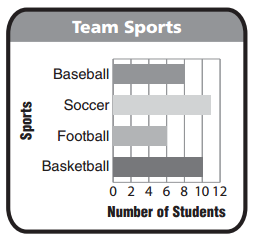 Team Sports
Sports
Baseball
Soccer
Football
Basketball
0 2 4 6 8 10 12
Number of Students